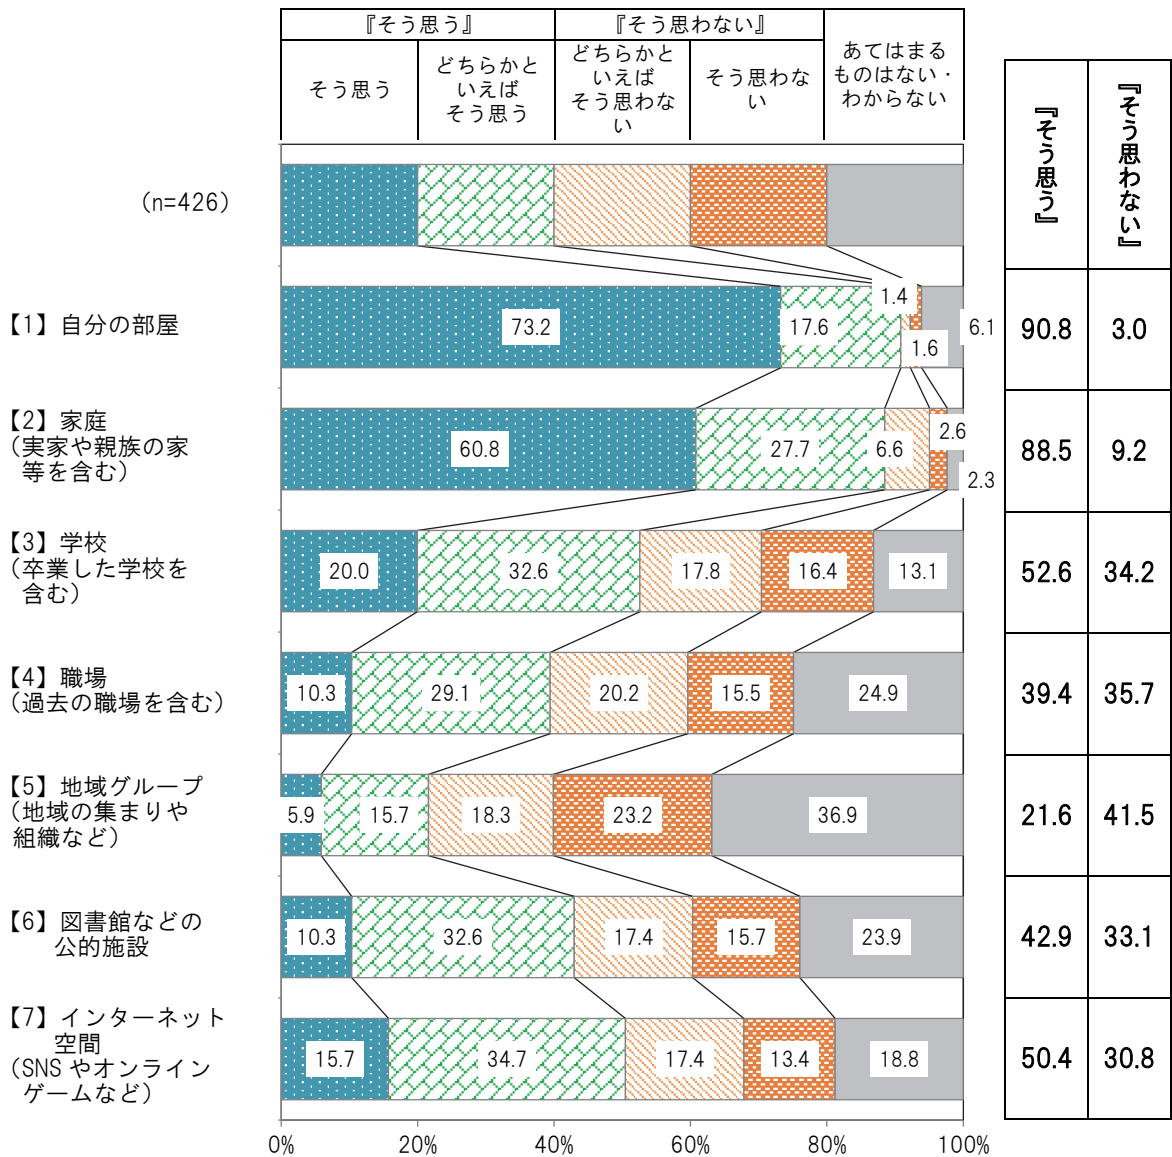 『そう思う』
『そう思わない』
そう思う
どちらかと
いえば
そう思う
どちらかと
いえば
そう思わな
い
そう思わな
い
あてはまる
ものはない・
わからない
『そう思う』
『そう思わない』
(n=426)
【1】自分の部屋
73.2
17.6
1.4
1.6
6.1
90.8
3.0
【2】家庭
(実家や親族の家
等を含む)
60.8
27.7
6.6
2.6
2.3
88.5
9.2
【3】学校
(卒業した学校を
含む)
20.0
32.6
17.8
16.4
13.1
52.6
34.2
【4】職場
(過去の職場を含む)
10.3
29.1
20.2
15.5
24.9
39.4
35.7
【5】地域グループ
(地域の集まりや
組織など)
5.9
15.7
18.3
23.2
36.9
21.6
41.5
【6】図書館などの
公的施設
10.3
32.6
17.4
15.7
23.9
42.9
33.1
【7】インターネット
空間
(SNSやオンライン
ゲームなど)
15.7
34.7
17.4
13.4
18.8
50.4
30.8
0%
20%
40%
60%
80%
100%